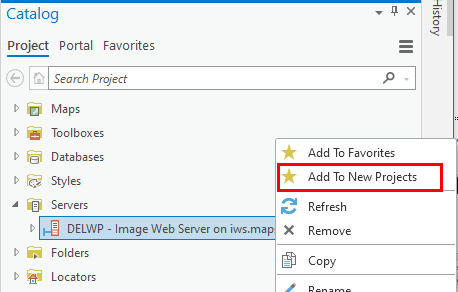 Catalog
Project Portal Favorites
Search Project
Maps
Toolboxes
Databases
Styles
Servers
DELWP - Image Web Server on iws.maps
Folders
Locators
Add To Favorites
Add To New Projects
Refresh
Remove
Copy
Rename
History